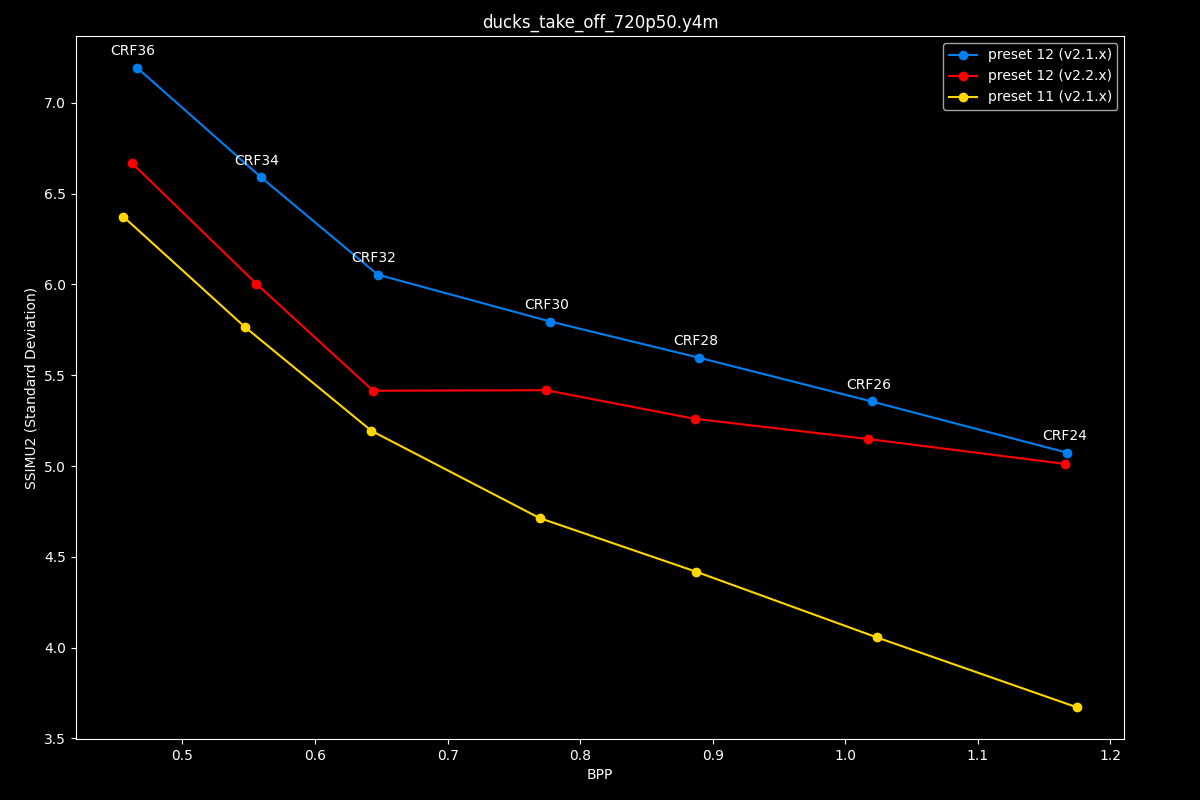 ducks_take_off_720p50.y4m
preset 12 (v2.1.x)
preset 12 (v2.2.x)
preset 11 (v2.1.x)
CRF36
CRF34
CRF32
CRF30
CRF28
CRF26
CRF24
SSIMU2 (Standard Deviation)
7.0
6.5
6.0
5.5
5.0
4.5
4.0
3.5
0.5 0.6 0.7 0.8 0.9 1.0 1.1 1.2
BPP